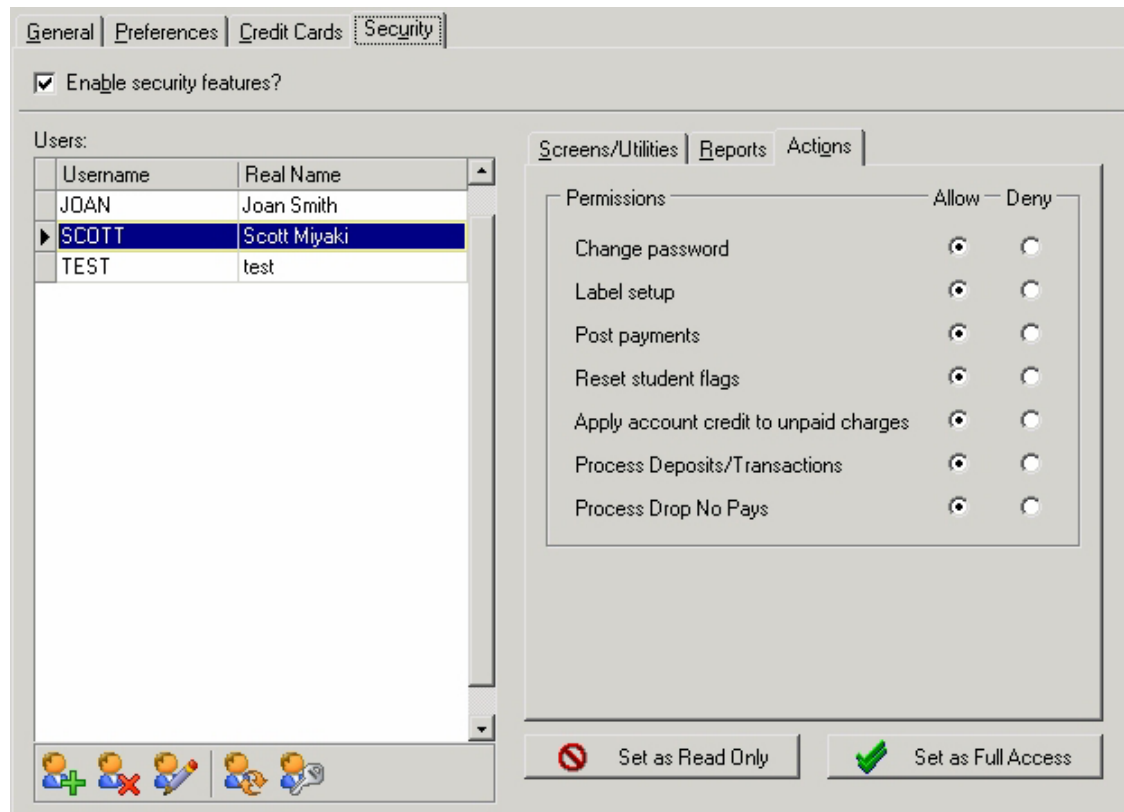 General Preferences Credit Cards Security
Enable security features?
Users:
Username Real Name
JOAN Joan Smith
SCOTT Scott Miyaki
TEST test
Screens/Utilities Reports Actions
Permissions Allow Deny
Change password
Label setup
Post payments
Reset student flags
Apply account credit to unpaid charges
Process Deposits/Transactions
Process Drop No Pays
Set as Read Only Set as Full Access